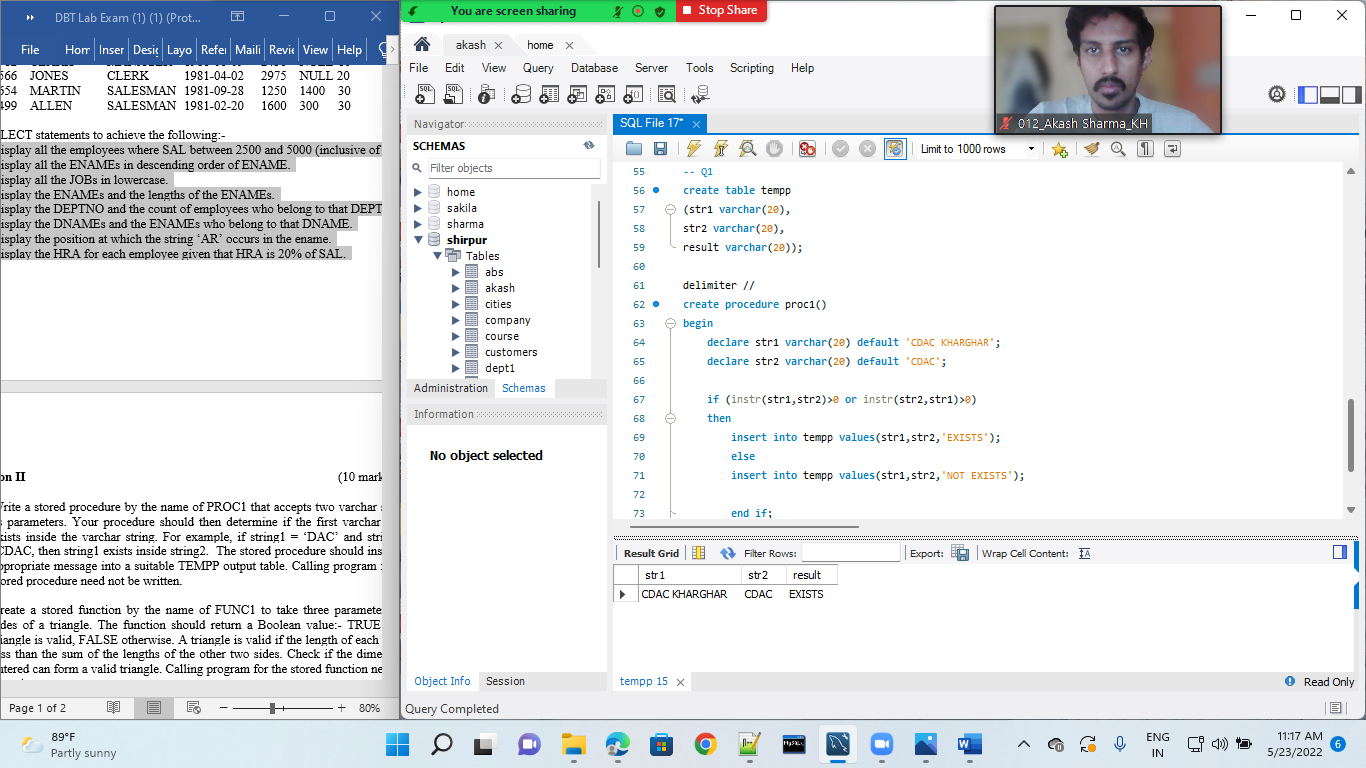 DBT Lab Exam (1) (1) (Prot...
File Hor Inser Desig Layo Refer Maili Revie View Help
566 JONES CLERK 1981-04-02 2975 NULL 20
554 MARTIN SALESMAN 1981-09-28 1250 1400 30
499 ALLEN SALESMAN 1981-02-20 1600 300 30
LECT statements to achieve the following:-
isplay all the employees where SAL between 2500 and 5000 (inclusive of
isplay all the ENAMEs in descending order of ENAME.
isplay all the JOBs in lowercase.
isplay the ENAMEs and the lengths of the ENAMEs.
isplay the DEPTNO and the count of employees who belong to that DEPT
isplay the DNAMEs and the ENAMEs who belong to that DNAME.
isplay the position at which the string ‘AR’ occurs in the ename.
isplay the HRA for each employee given that HRA is 20% of SAL.
on II (10 mark
Write a stored procedure by the name of PROC1 that accepts two varchar
s parameters. Your procedure should then determine if the first varchar
xists inside the varchar string. For example, if string1 = ‘DAC’ and stri
CDAC, then string1 exists inside string2. The stored procedure should ins
ppropriate message into a suitable TEMPP output table. Calling program
ored procedure need not be written.
reate a stored function by the name of FUNC1 to take three paramete
des of a triangle. The function should return a Boolean value:- TRUE
iangle is valid, FALSE otherwise. A triangle is valid if the length of each
ss than the sum of the lengths of the other two sides. Check if the dime
ntered can form a valid triangle. Calling program for the stored function ne
Page 1 of 2 80%
You are screen sharing Stop Share
akash home
File Edit View Query Database Server Tools Scripting Help
012_Akash Sharma_KH
Navigator
SCHEMAS
Filter objects
home
sakila
sharma
shirpur
Tables
abs
akash
cities
company
course
customers
dept1
Administration Schemas
Information
No object selected
Object Info Session
Query Completed
SQL File 17*
Limit to 1000 rows
55 -- Q1
56 create table tempp
57 (str1 varchar(20),
58 str2 varchar(20),
59 result varchar(20));
60
61 delimiter //
62 create procedure proc1()
63 begin
64 declare str1 varchar(20) default 'CDAC KHARGHAR';
65 declare str2 varchar(20) default 'CDAC';
66
67 if (instr(str1,str2)>0 or instr(str2,str1)>0)
68 then
69 insert into tempp values(str1,str2,'EXISTS');
70 else
71 insert into tempp values(str1,str2,'NOT EXISTS');
72
73 end if;
Result Grid Filter Rows: Export: Wrap Cell Content: IA
str1 str2 result
CDAC KHARGHAR CDAC EXISTS
tempp 15 Read Only
89°F
Partly sunny
MySQL
ENG
IN
11:17 AM
5/23/2022
6